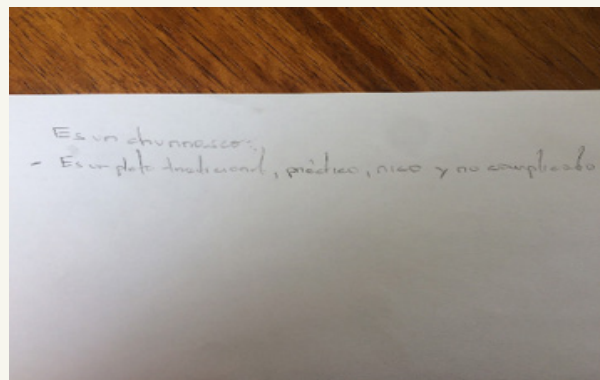 Es un churrasco.
- Es un plato tradicional, práctico, rico y no complicado